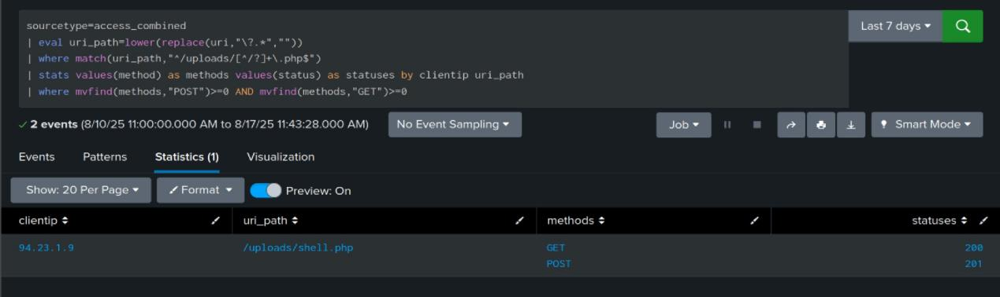 sourcetype=access_combined
| eval uri_path=lower(replace(uri,"\?.*",""))
| where match(uri_path,"^/uploads/[^/?]+\.php$")
| stats values(method) as methods values(status) as statuses by clientip uri_path
| where mvfind(methods,"POST")>=0 AND mvfind(methods,"GET")>=0
Last 7 days
2 events (8/10/25 11:00:00.000 AM to 8/17/25 11:43:28.000 AM)
No Event Sampling
Job
Smart Mode
Events Patterns Statistics (1) Visualization
Show: 20 Per Page Format Preview: On
clientip uri_path methods statuses
94.23.1.9 /uploads/shell.php GET 200
POST 201